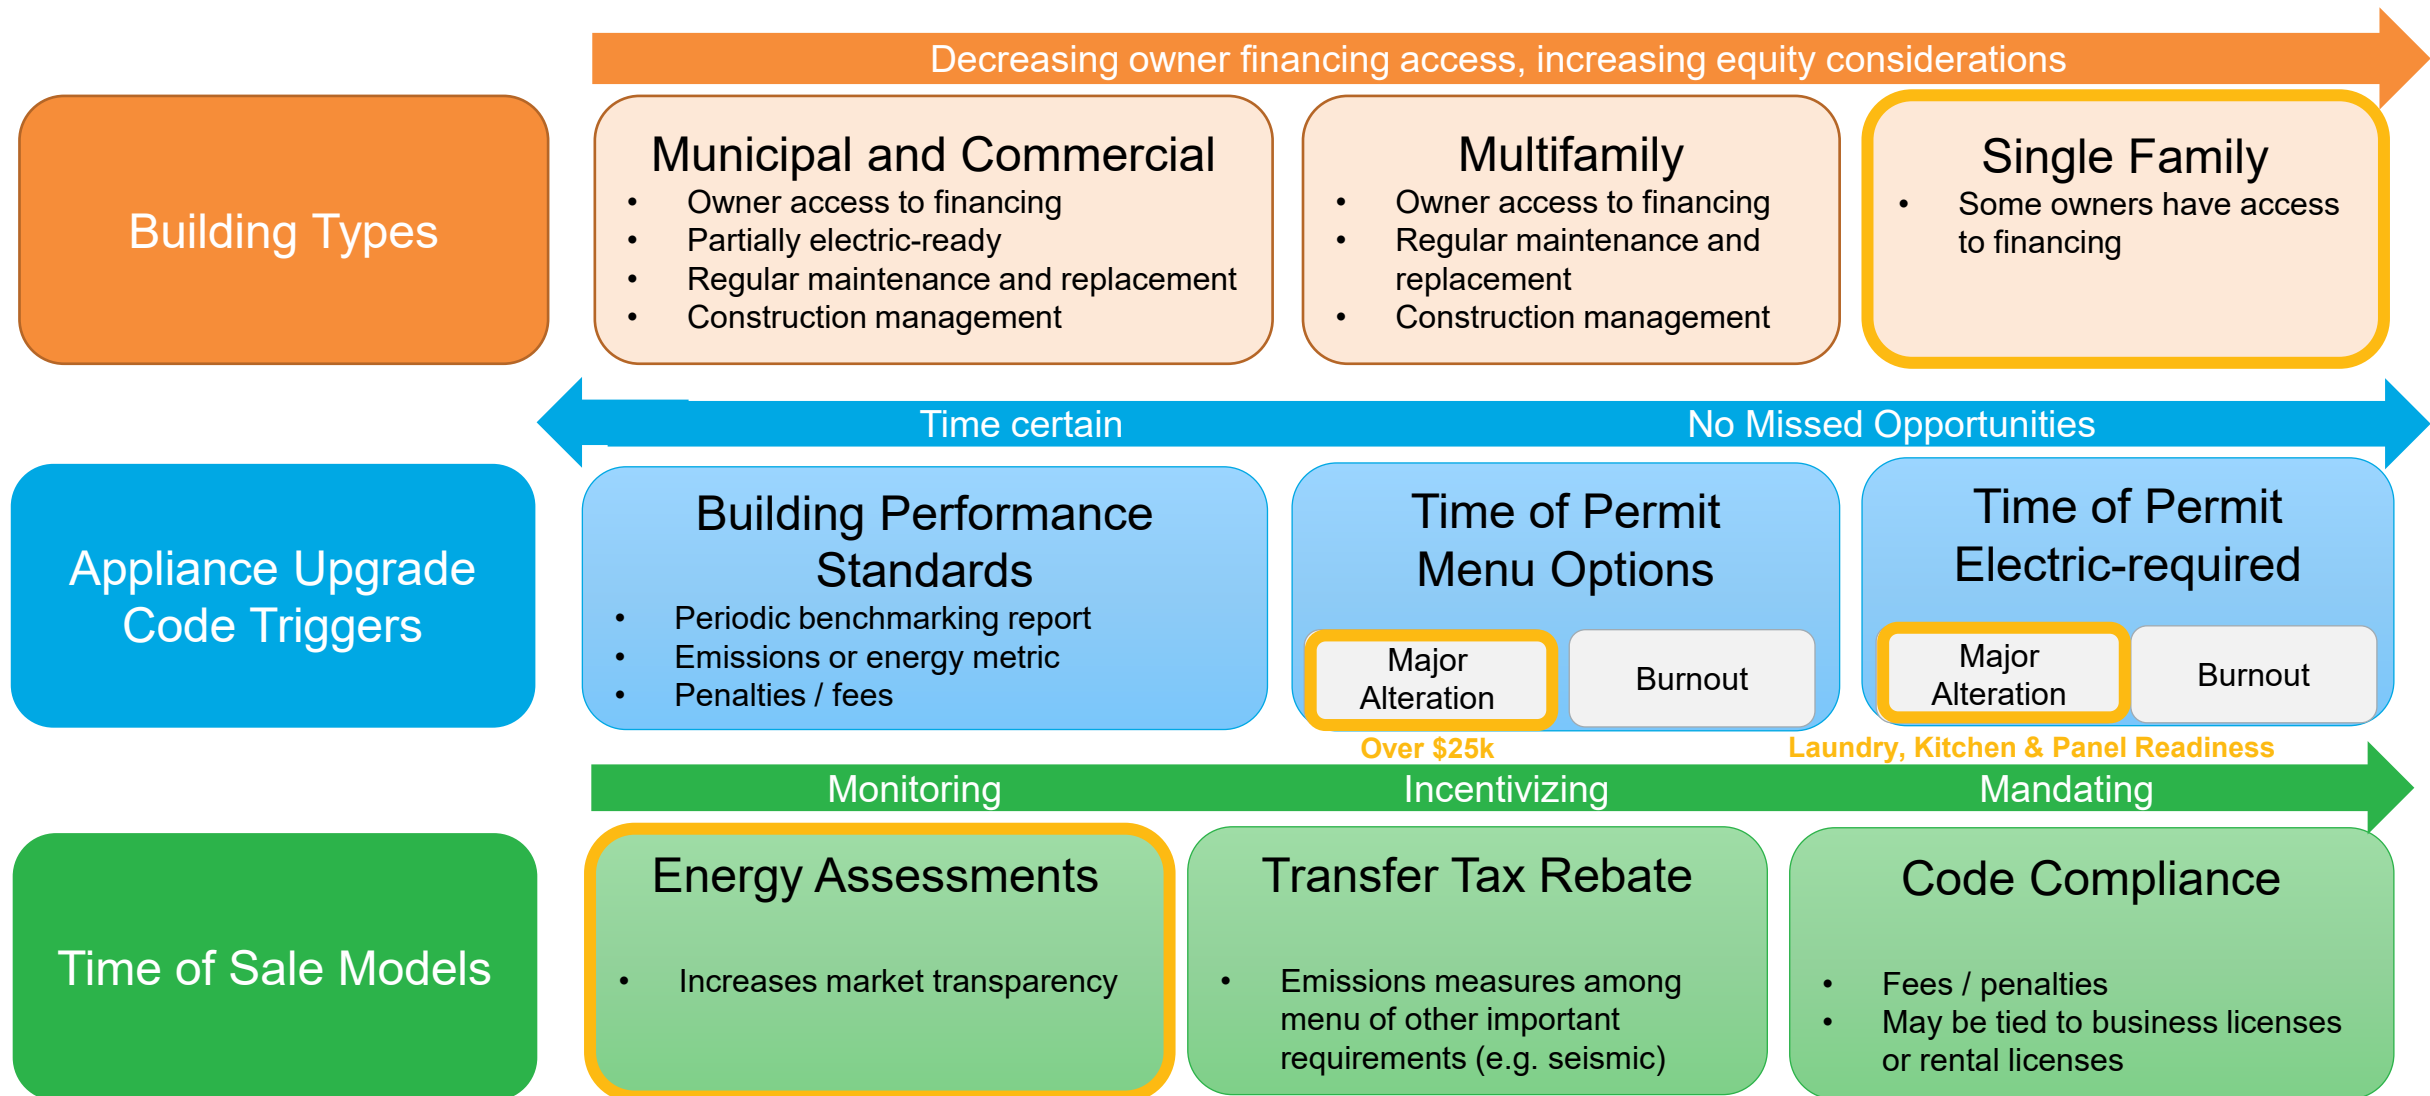 Decreasing owner financing access, increasing equity considerations
Building Types
Municipal and Commercial
• Owner access to financing
• Partially electric-ready
• Regular maintenance and replacement
• Construction management
Multifamily
• Owner access to financing
• Regular maintenance and
replacement
• Construction management
Single Family
• Some owners have access
to financing
Time certain
No Missed Opportunities
Appliance Upgrade
Code Triggers
Building Performance
Standards
• Periodic benchmarking report
• Emissions or energy metric
• Penalties / fees
Time of Permit
Menu Options
Major
Alteration
Burnout
Over $25k
Time of Permit
Electric-required
Major
Alteration
Burnout
Laundry, Kitchen & Panel Readiness
Monitoring
Incentivizing
Mandating
Time of Sale Models
Energy Assessments
• Increases market transparency
Transfer Tax Rebate
• Emissions measures among
menu of other important
requirements (e.g. seismic)
Code Compliance
• Fees / penalties
• May be tied to business licenses
or rental licenses